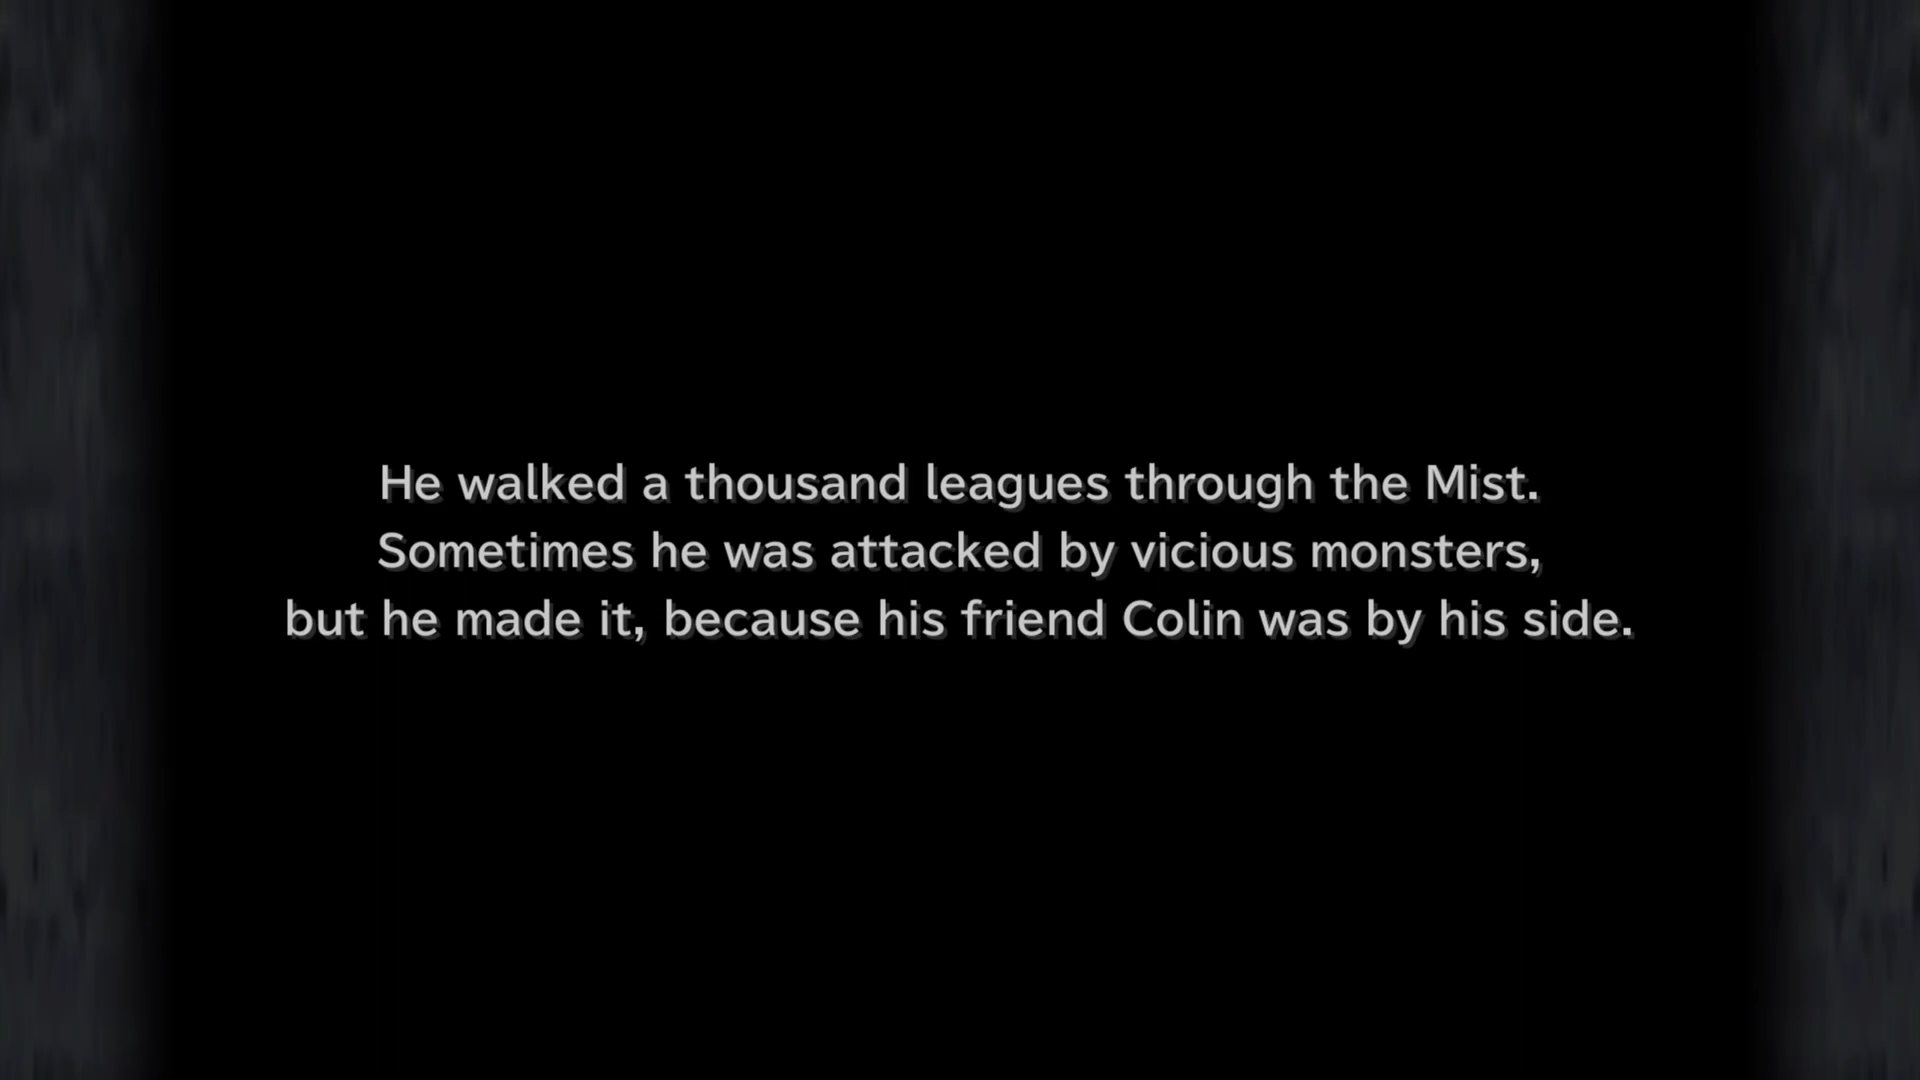 He walked a thousand leagues through the Mist.
Sometimes he was attacked by vicious monsters,
but he made it, because his friend Colin was by his side.